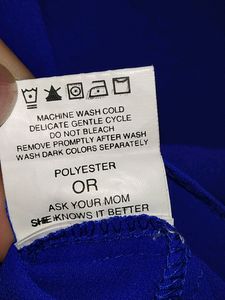 MACHINE WASH COLD
DELICATE GENTLE CYCLE
DO NOT BLEACH
REMOVE PROMPTLY AFTER WASH
WASH DARK COLORS SEPARATELY
POLYESTER
OR
ASK YOUR MOM
SHE KNOWS IT BETTER